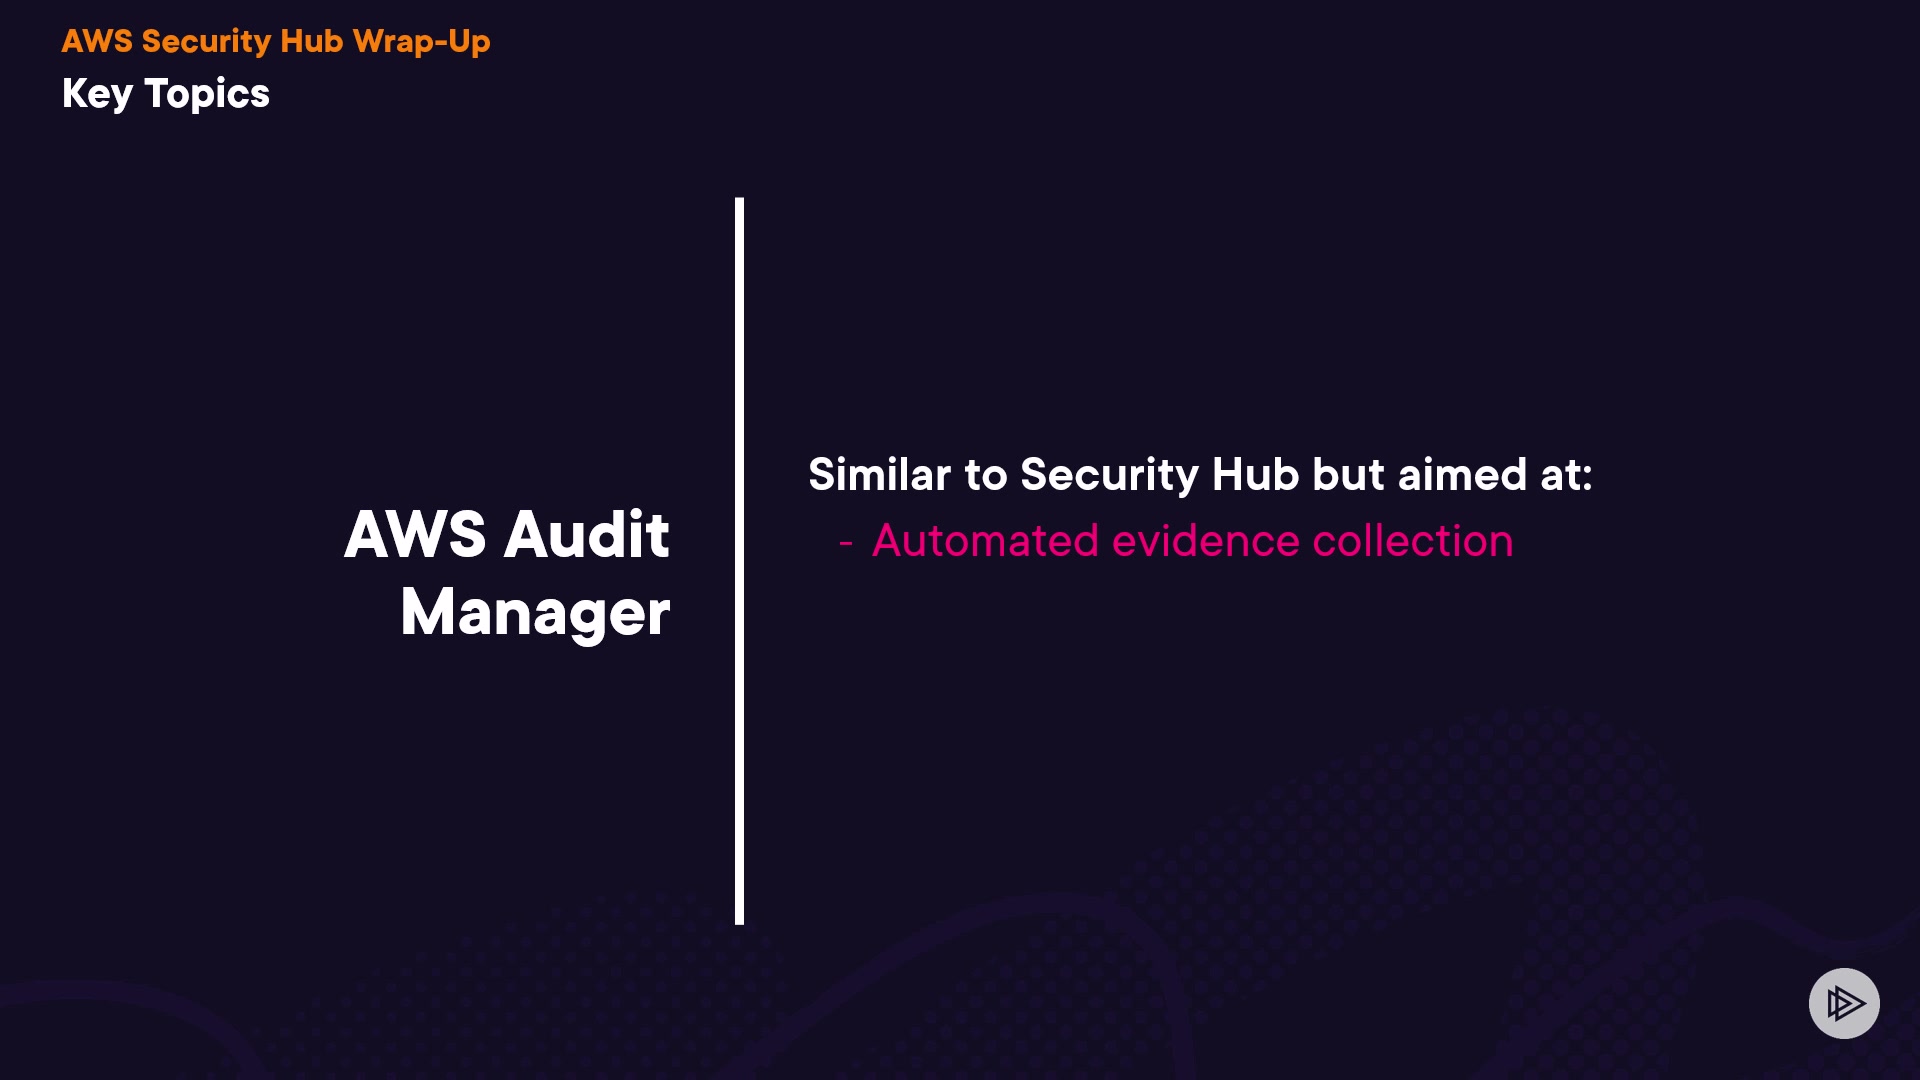 AWS Security Hub Wrap-Up
Key Topics
AWS Audit
Manager
Similar to Security Hub but aimed at:
- Automated evidence collection